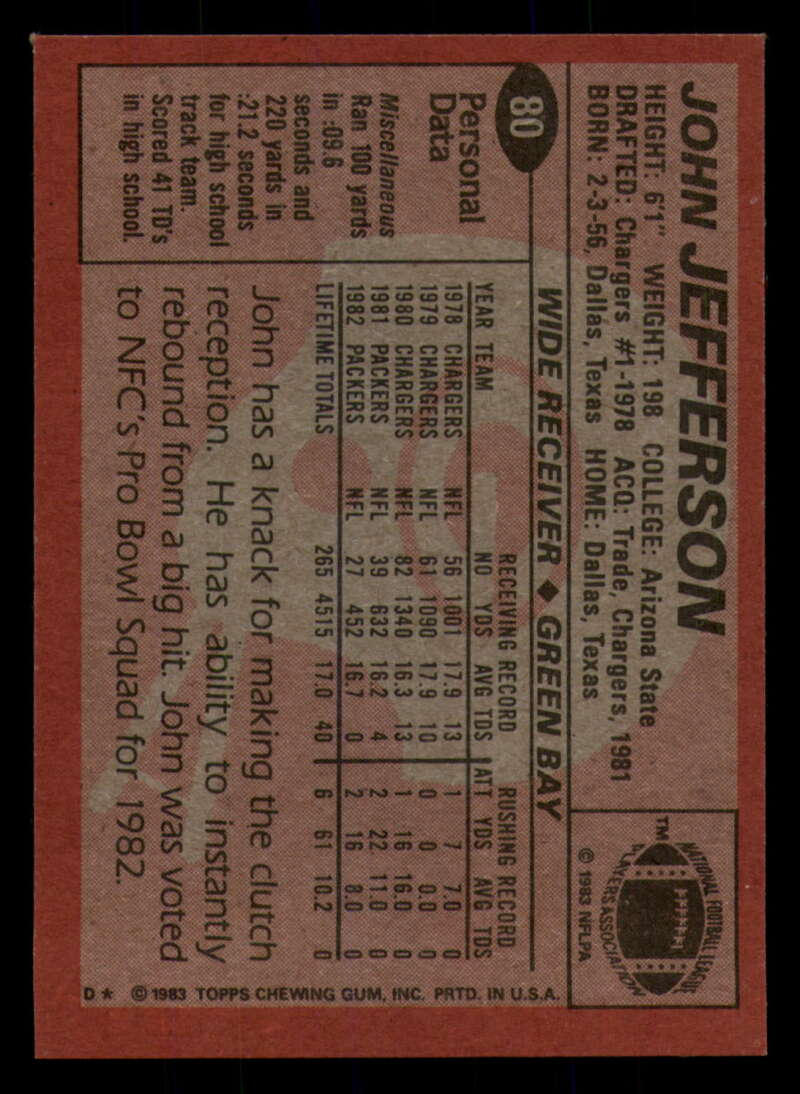 JOHN JEFFERSON
HEIGHT: 6'1" WEIGHT: 198 COLLEGE: Arizona State
DRAFTED: Chargers #1-1978 ACQ: Trade, Chargers, 1981
BORN: 2-3-56, Dallas, Texas HOME: Dallas, Texas
TM
NATIONAL FOOTBALL LEAGUE
PLAYERS ASSOCIATION
© 1983 NFLPA
80
WIDE RECEIVER ♦ GREEN BAY
Personal
Data
Miscellaneous
Ran 100 yards
in :09.6
seconds and
220 yards in
:21.2 seconds
for high school
track team.
Scored 41 TD's
in high school.
RECEIVING RECORD RUSHING RECORD
YEAR TEAM NO YDS AVG TDS ATT YDS AVG TDS
1978 CHARGERS NFL 56 1001 17.9 13 1 7 7.0 0
1979 CHARGERS NFL 61 1090 17.9 10 0 0 0.0 0
1980 CHARGERS NFL 82 1340 16.3 13 1 16 16.0 0
1981 PACKERS NFL 39 632 16.2 4 2 22 11.0 0
1982 PACKERS NFL 27 452 16.7 0 2 16 8.0 0
LIFETIME TOTALS 265 4515 17.0 40 6 61 10.2 0
John has a knack for making the clutch
reception. He has ability to instantly
rebound from a big hit. John was voted
to NFC's Pro Bowl Squad for 1982.
D* © 1983 TOPPS CHEWING GUM, INC. PRTD. IN U.S.A.